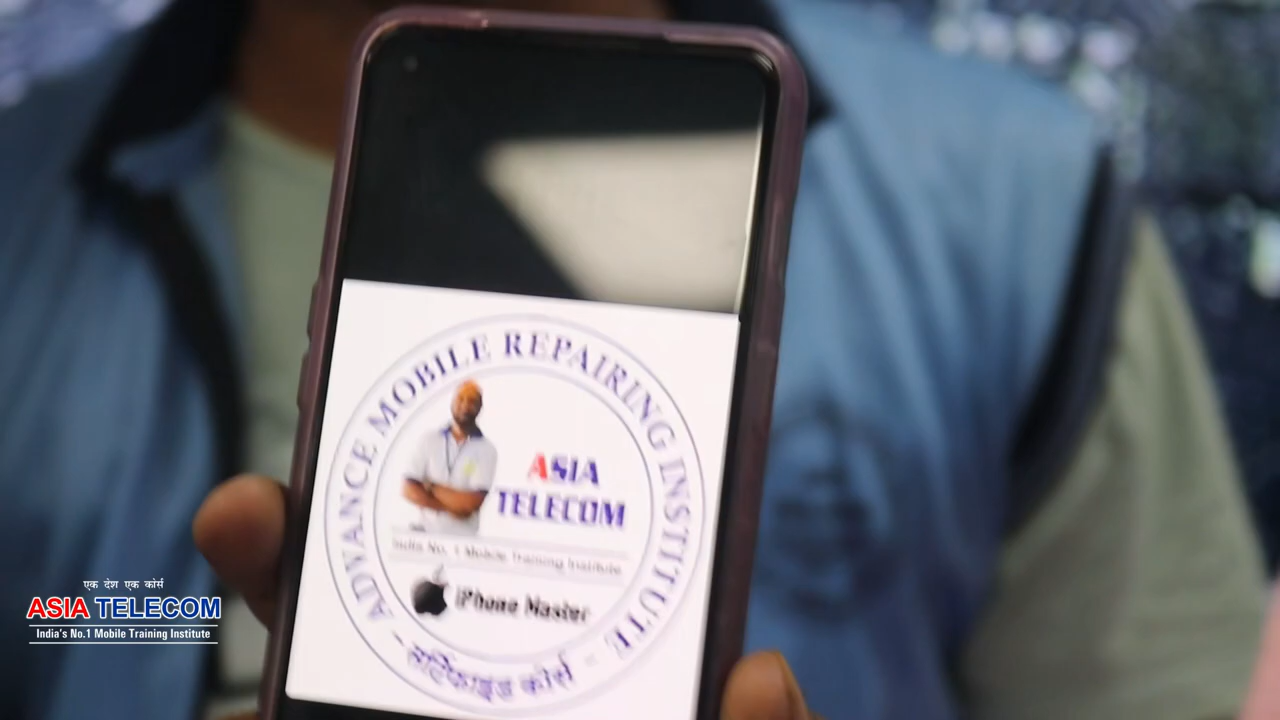 ADVANCE MOBILE REPAIRING INSTITUTE
ASIA
TELECOM
India No. 1 Mobile Training Institute
iPhone Master
- सर्टिफाइड कोर्स -
एक देश एक कोर्स
ASIA TELECOM
India's No.1 Mobile Training Institute